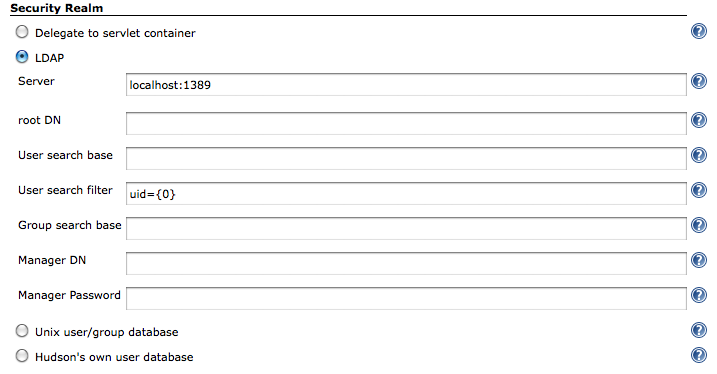 Security Realm
Delegate to servlet container
LDAP
Server localhost:1389
root DN
User search base
User search filter uid={0}
Group search base
Manager DN
Manager Password
Unix user/group database
Hudson's own user database